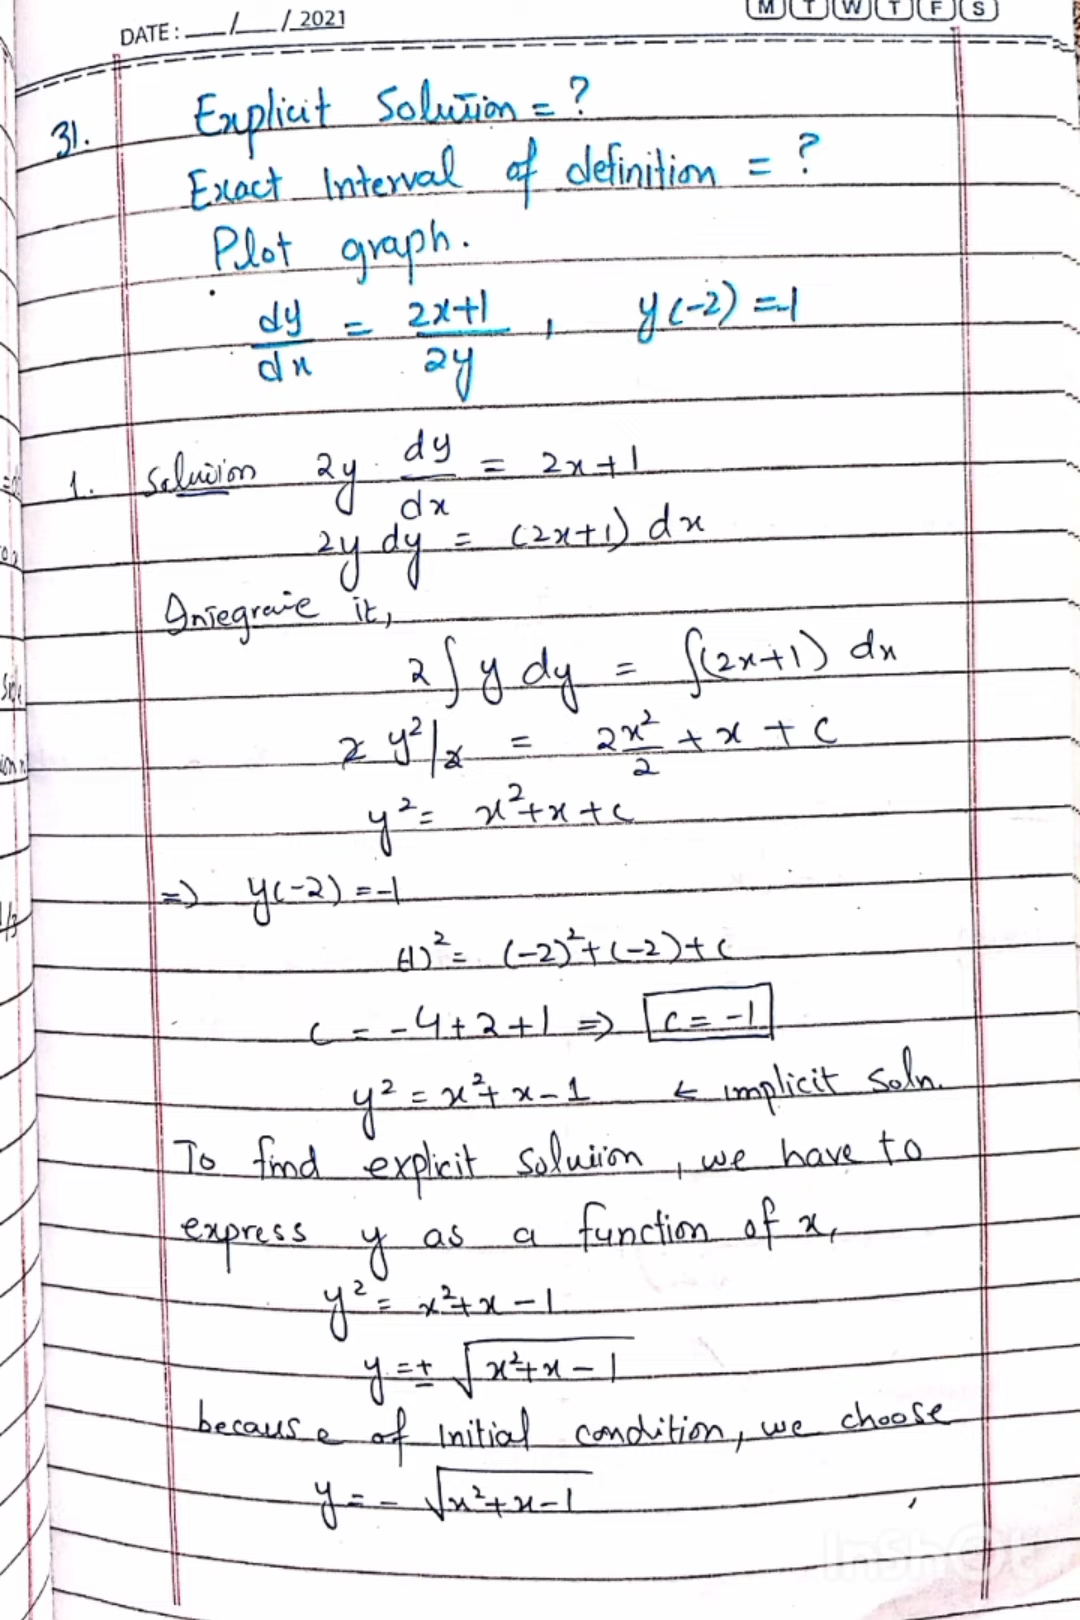 DATE: __/__/2021
M T W T F S
31. Explicit Solution = ?
Exact Interval of definition = ?
Plot graph.
dy/dx = 2x+1/2y , y(-2) = -1
1. Solution 2y . dy/dx = 2x+1
2y dy = (2x+1) dx
Integrate it,
2∫ y dy = ∫(2x+1) dx
2 y²/2 = 2x²/2 + x + C
y² = x²+x+c
=> y(-2) = -1
(-1)² = (-2)²+(-2)+c
c = -4+2+1 => c = -1
y² = x²+x-1 ← implicit soln.
To find explicit solution, we have to
express y as a function of x,
y² = x²+x-1
y = ± √x²+x-1
because of initial condition, we choose
y = - √x²+x-1
InShOt